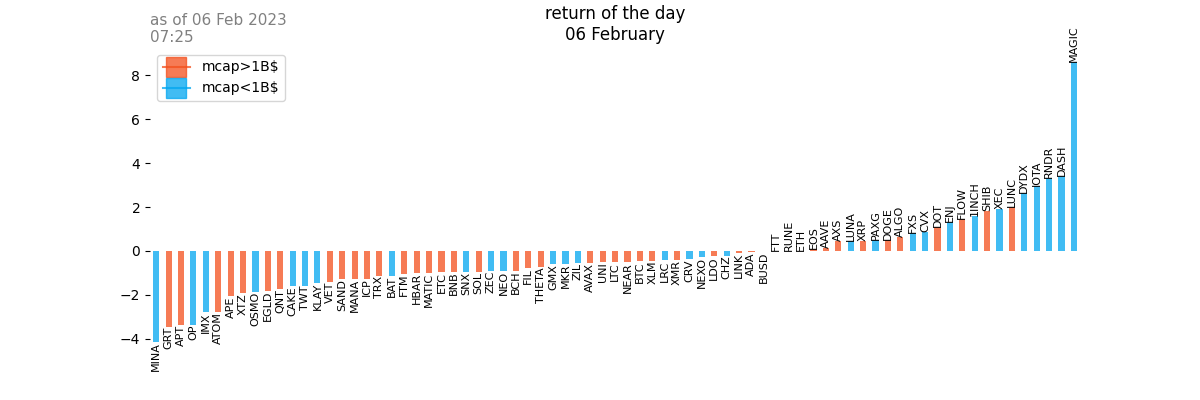 as of 06 Feb 2023
07:25
return of the day
06 February
mcap>1B$
mcap<1B$
8
6
4
2
0
−2
−4
MINA
GRT
APT
OP
IMX
ATOM
APE
XTZ
OSMO
EGLD
QNT
CAKE
TWT
KLAY
VET
SAND
MANA
ICP
TRX
BAT
FTM
HBAR
MATIC
ETC
BNB
SNX
SOL
ZEC
NEO
BCH
FIL
THETA
GMX
MKR
ZIL
AVAX
UNI
LTC
NEAR
BTC
XLM
LRC
XMR
CRV
NEXO
LDO
CHZ
LINK
ADA
BUSD
FTT
RUNE
ETH
EOS
AAVE
AXS
LUNA
XRP
PAXG
DOGE
ALGO
FXS
CVX
DOT
ENJ
FLOW
1INCH
SHIB
XEC
LUNC
DYDX
IOTA
RNDR
DASH
MAGIC